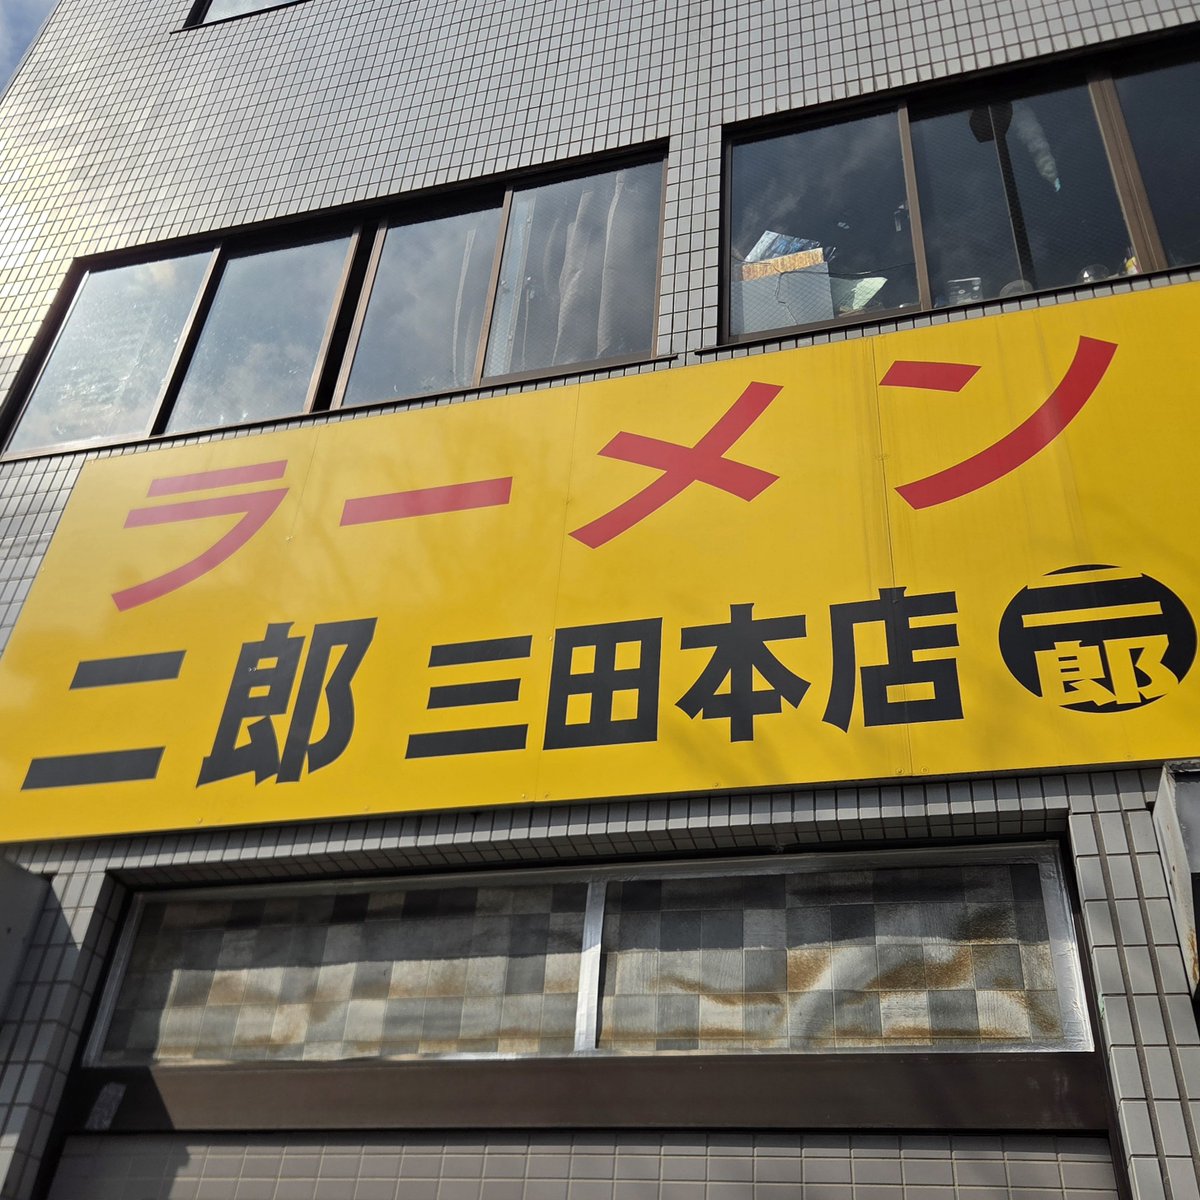 ラーメン
二郎 三田本店 二郎